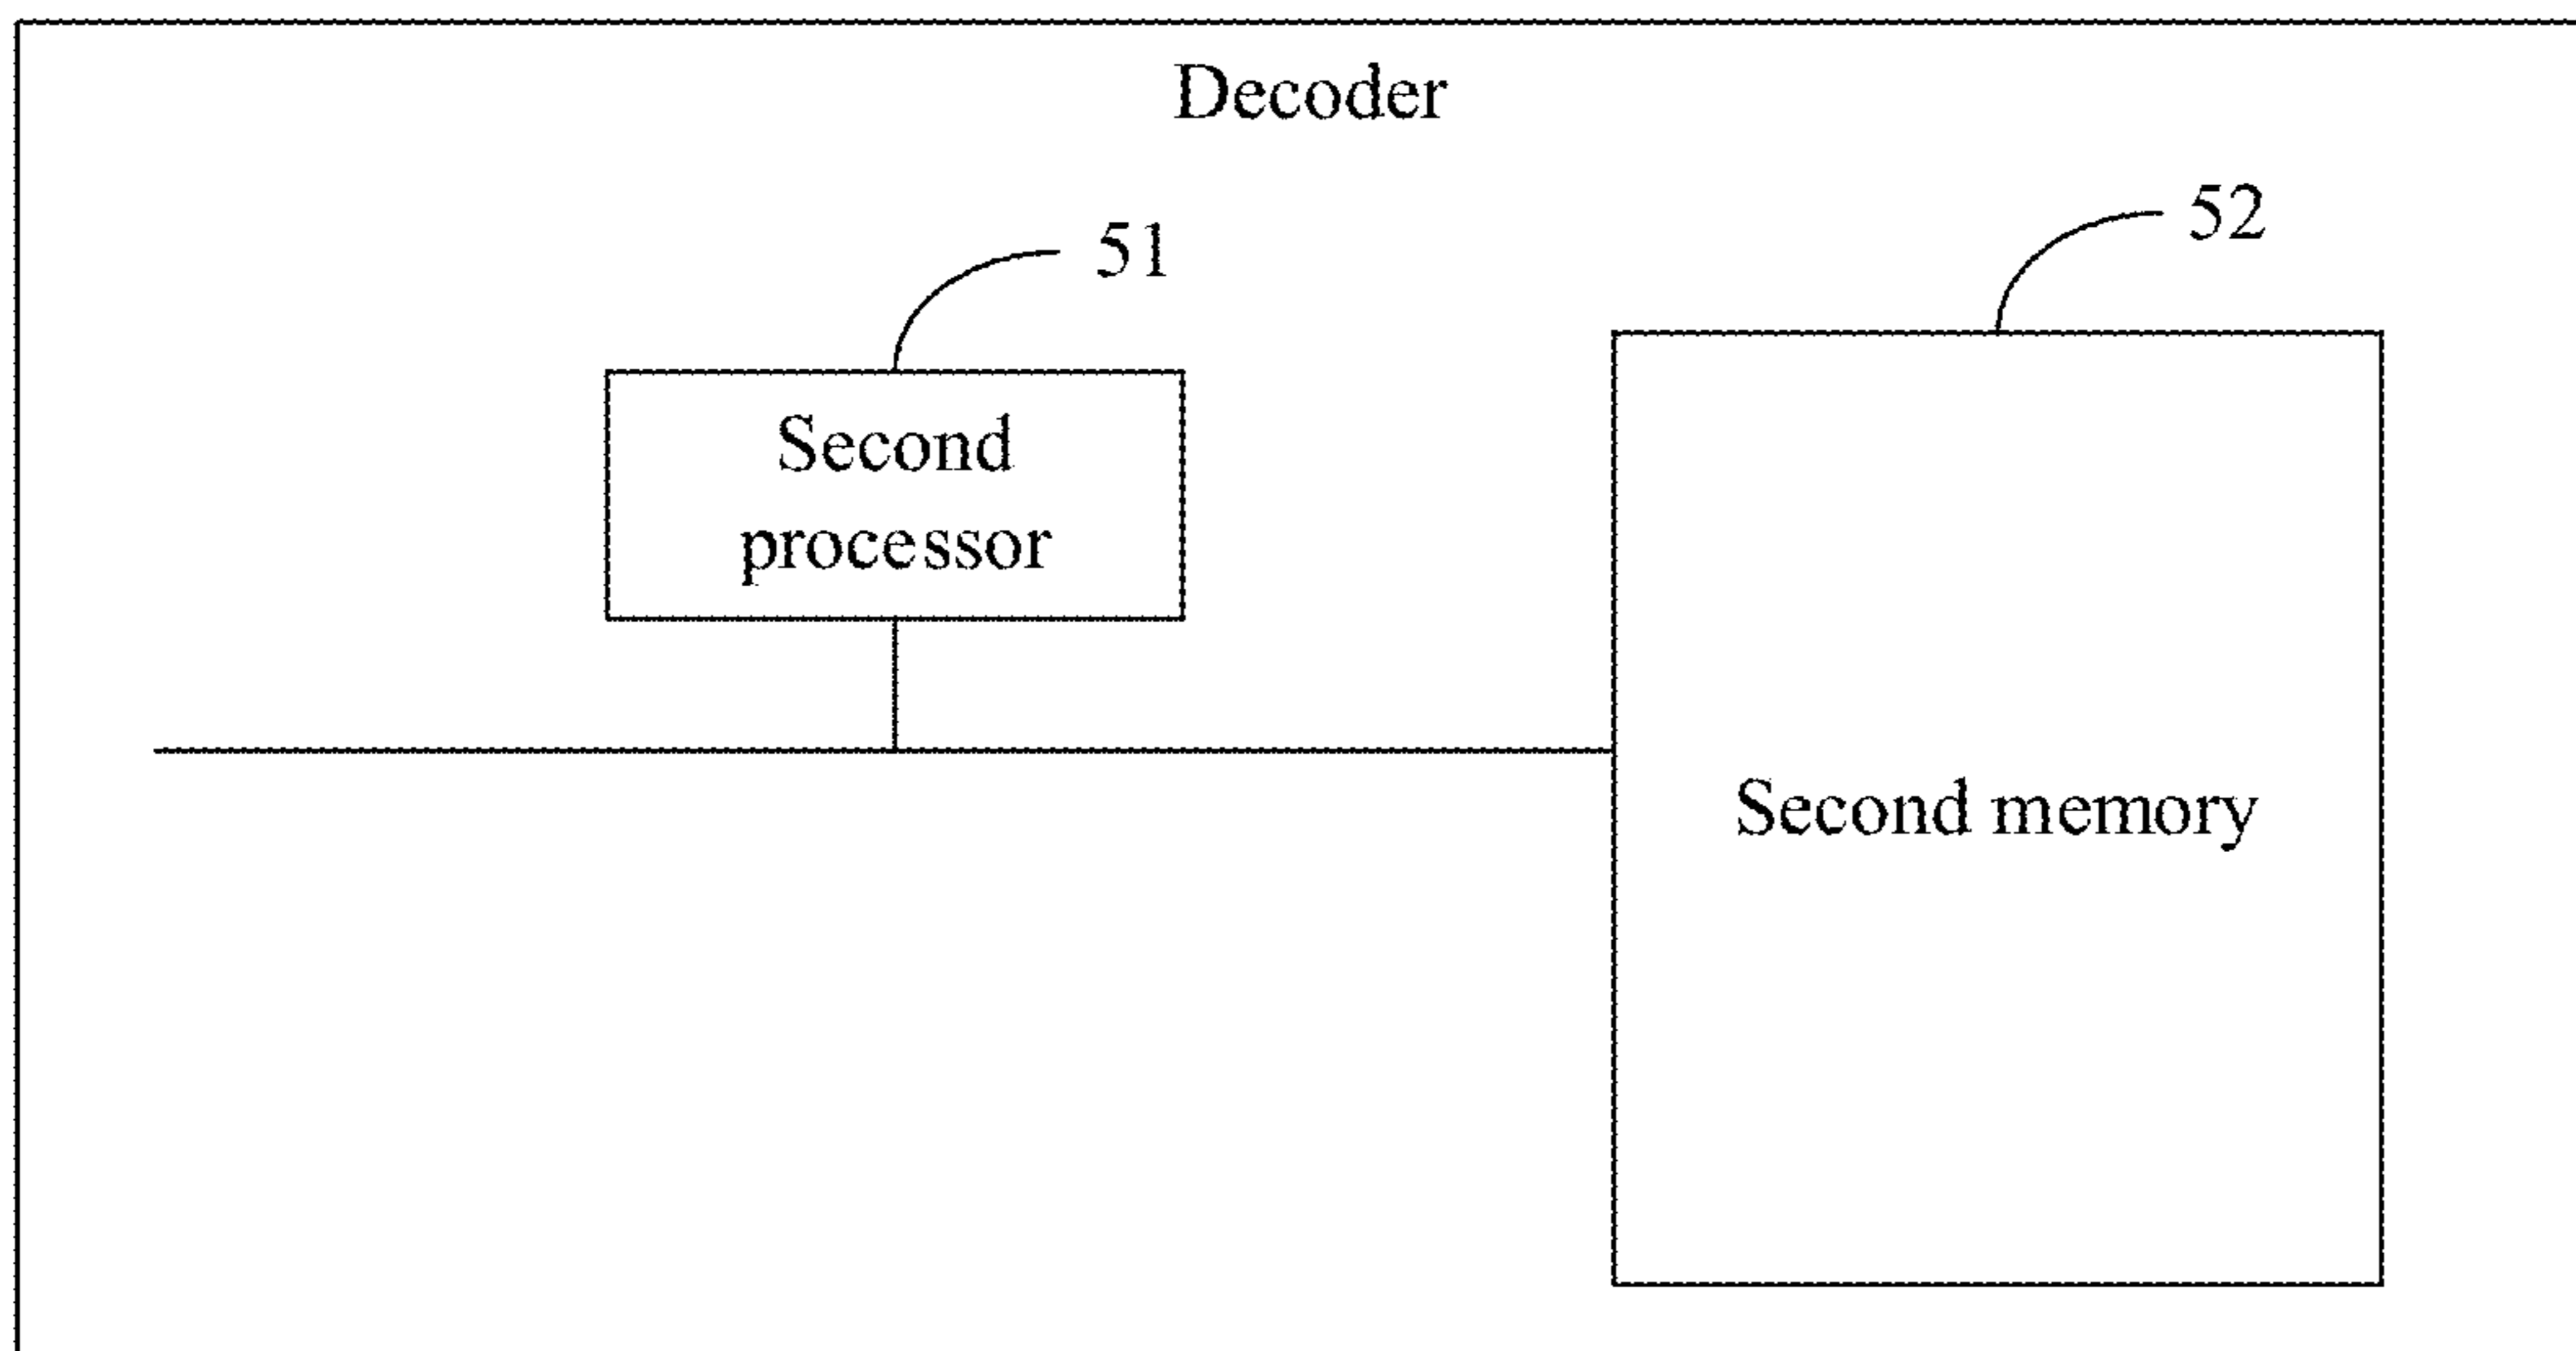 Decoder
51
52
Second
processor
Second memory